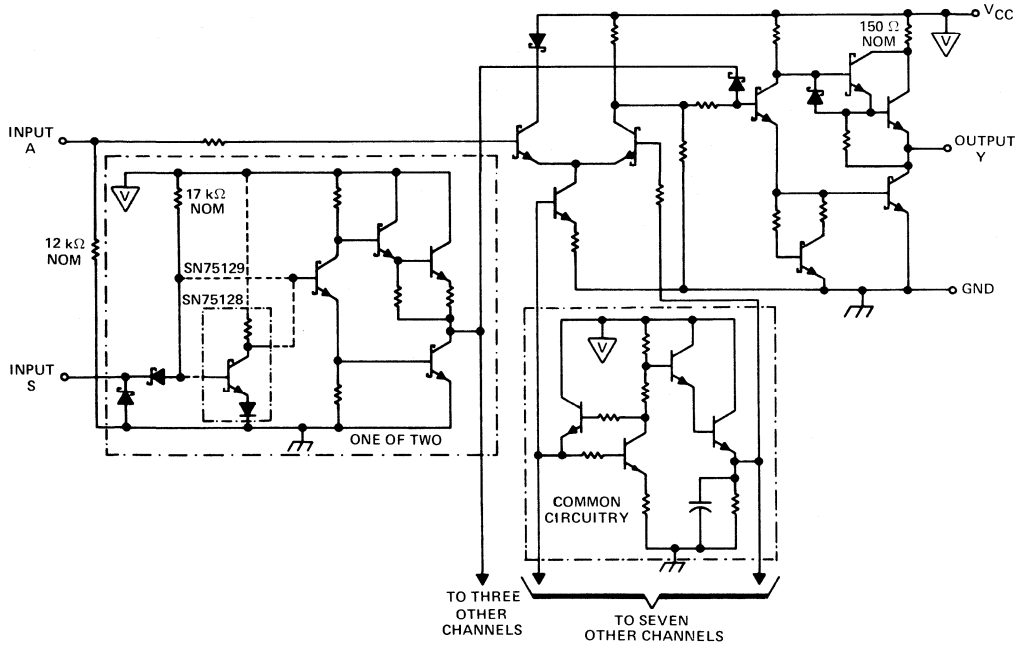 V CC
150 Ω
NOM
V
INPUT
A
OUTPUT
Y
V
17 kΩ
NOM
12 kΩ
NOM
SN75129
SN75128
GND
INPUT
S
V
ONE OF TWO
COMMON
CIRCUITRY
TO THREE
OTHER
CHANNELS
TO SEVEN
OTHER CHANNELS